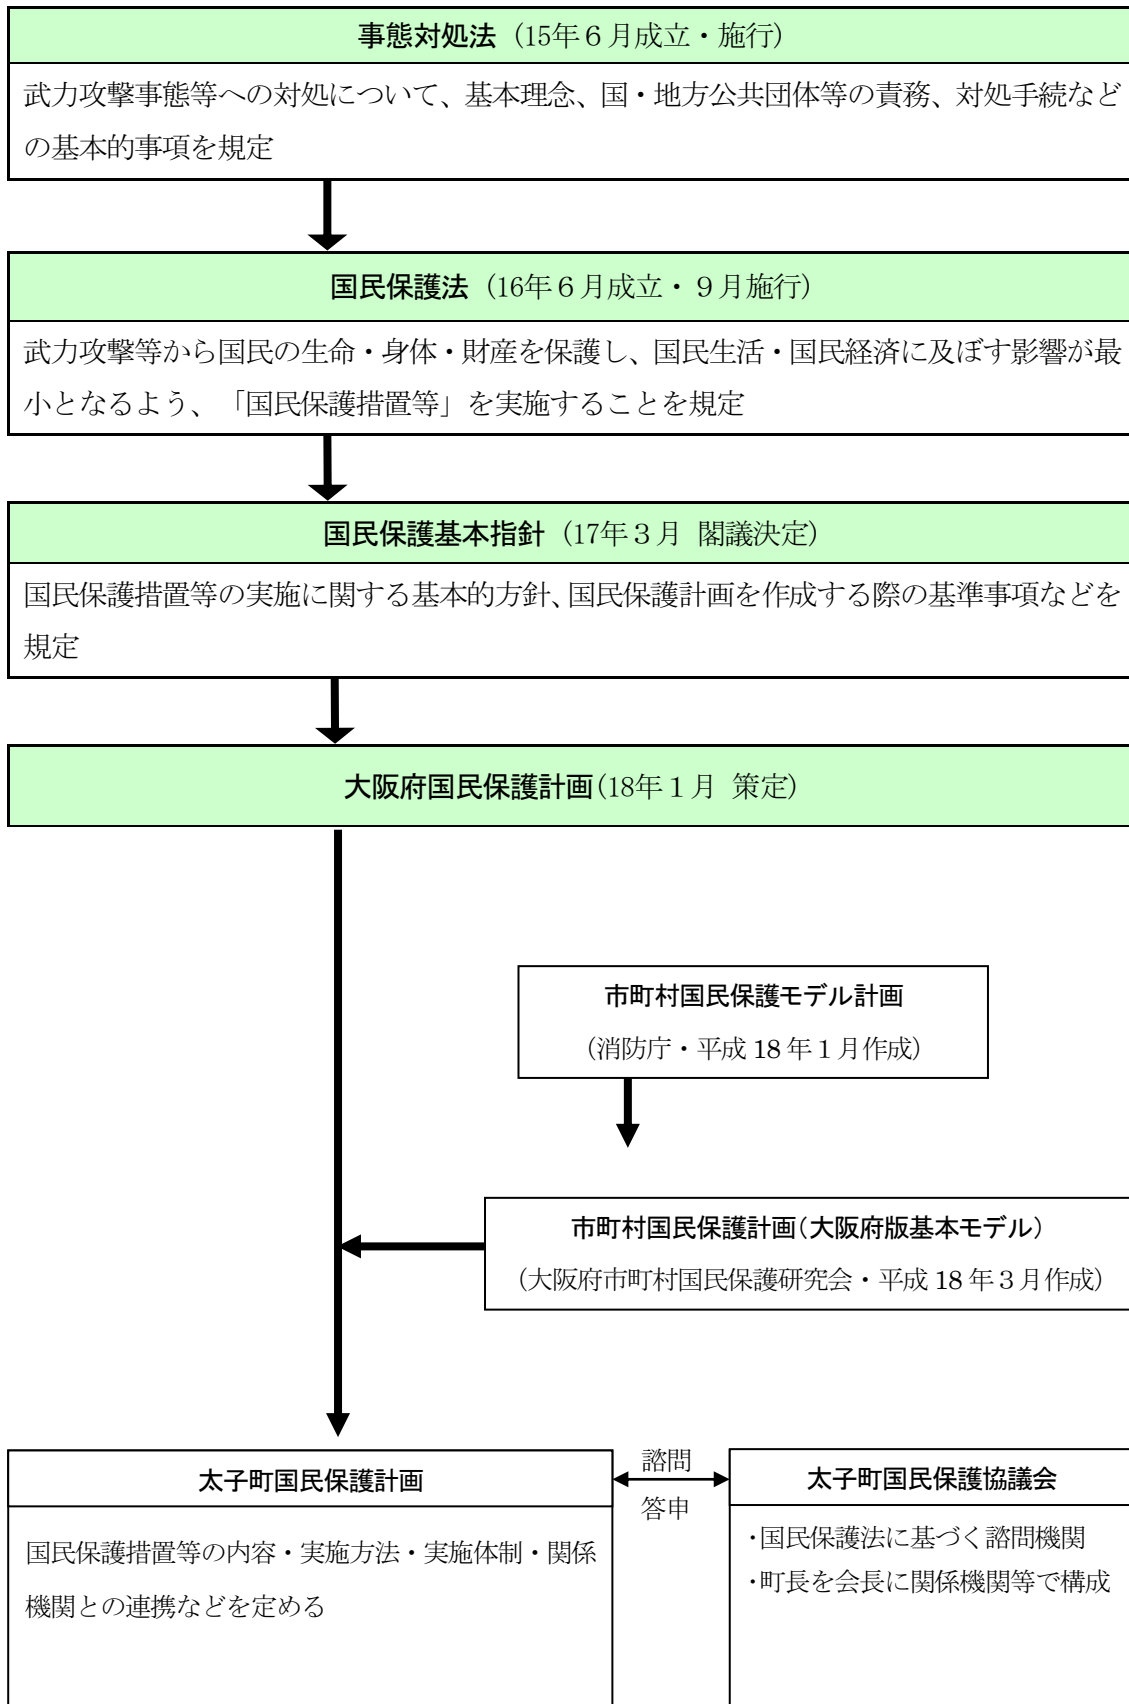 事態対処法（15年６月成立・施行）
武力攻撃事態等への対処について、基本理念、国・地方公共団体等の責務、対処手続など
の基本的事項を規定
国民保護法（16年６月成立・９月施行）
武力攻撃等から国民の生命・身体・財産を保護し、国民生活・国民経済に及ぼす影響が最
小となるよう、「国民保護措置等」を実施することを規定
国民保護基本指針（17年３月 閣議決定）
国民保護措置等の実施に関する基本的方針、国民保護計画を作成する際の基準事項などを
規定
大阪府国民保護計画（18年１月 策定）
市町村国民保護モデル計画
（消防庁・平成 18 年１月作成）
市町村国民保護計画（大阪府版基本モデル）
（大阪府市町村国民保護研究会・平成 18 年３月作成）
太子町国民保護計画
国民保護措置等の内容・実施方法・実施体制・関係
機関との連携などを定める
諮問
答申
太子町国民保護協議会
・国民保護法に基づく諮問機関
・町長を会長に関係機関等で構成